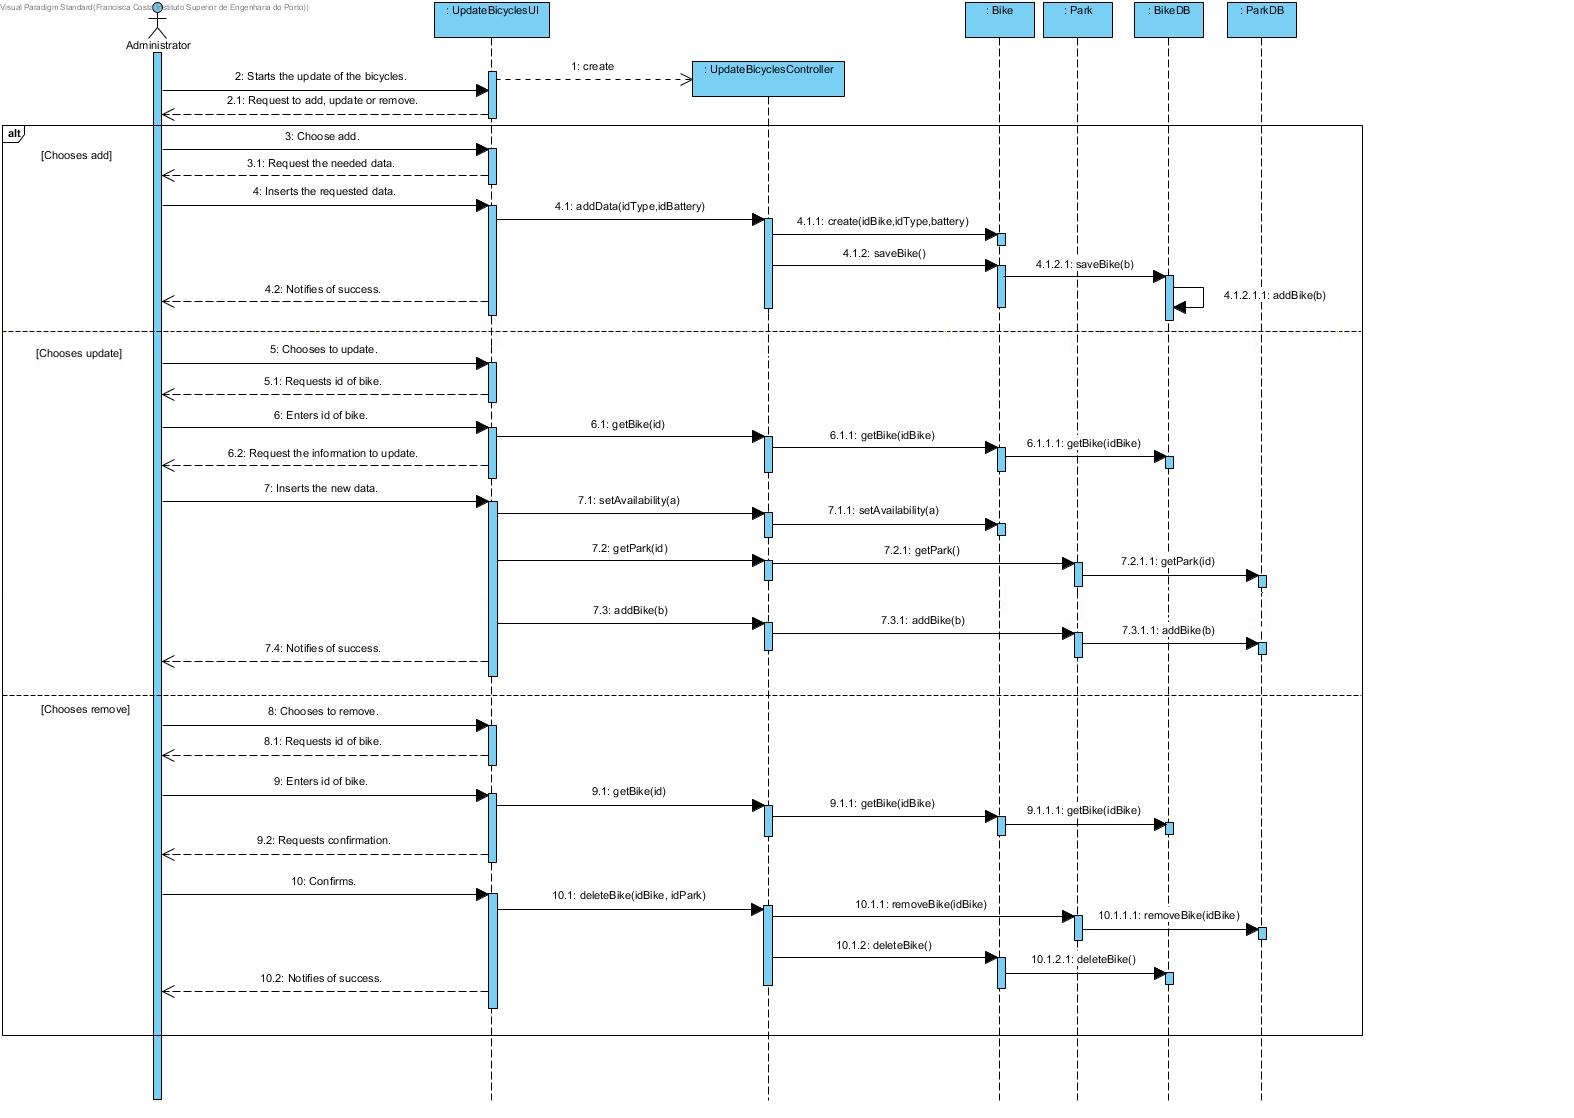 Visual Paradigm Standard(Francisca Costa(Instituto Superior de Engenharia do Porto))
Administrator
: UpdateBicyclesUI
: Bike
: Park
: BikeDB
: ParkDB
1: create
: UpdateBicyclesController
2: Starts the update of the bicycles.
2.1: Request to add, update or remove.
alt
[Chooses add]
3: Choose add.
3.1: Request the needed data.
4: Inserts the requested data.
4.1: addData(idType,idBattery)
4.1.1: create(idBike,idType,battery)
4.1.2: saveBike()
4.1.2.1: saveBike(b)
4.1.2.1.1: addBike(b)
4.2: Notifies of success.
[Chooses update]
5: Chooses to update.
5.1: Requests id of bike.
6: Enters id of bike.
6.1: getBike(id)
6.1.1: getBike(idBike)
6.1.1.1: getBike(idBike)
6.2: Request the information to update.
7: Inserts the new data.
7.1: setAvailability(a)
7.1.1: setAvailability(a)
7.2: getPark(id)
7.2.1: getPark()
7.2.1.1: getPark(id)
7.3: addBike(b)
7.3.1: addBike(b)
7.3.1.1: addBike(b)
7.4: Notifies of success.
[Chooses remove]
8: Chooses to remove.
8.1: Requests id of bike.
9: Enters id of bike.
9.1: getBike(id)
9.1.1: getBike(idBike)
9.1.1.1: getBike(idBike)
9.2: Requests confirmation.
10: Confirms.
10.1: deleteBike(idBike, idPark)
10.1.1: removeBike(idBike)
10.1.1.1: removeBike(idBike)
10.1.2: deleteBike()
10.1.2.1: deleteBike()
10.2: Notifies of success.